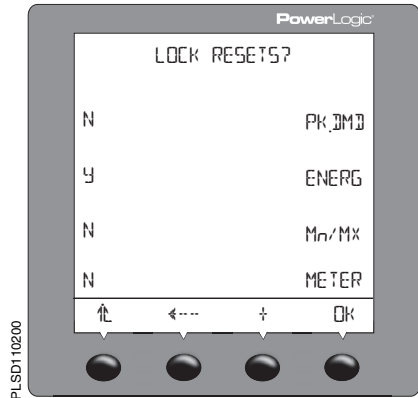 PowerLogic®
LOCK RESETS?
N PK.DMD
Y ENERG
N Mn/MX
N METER
<---- + OK
PLSD110200